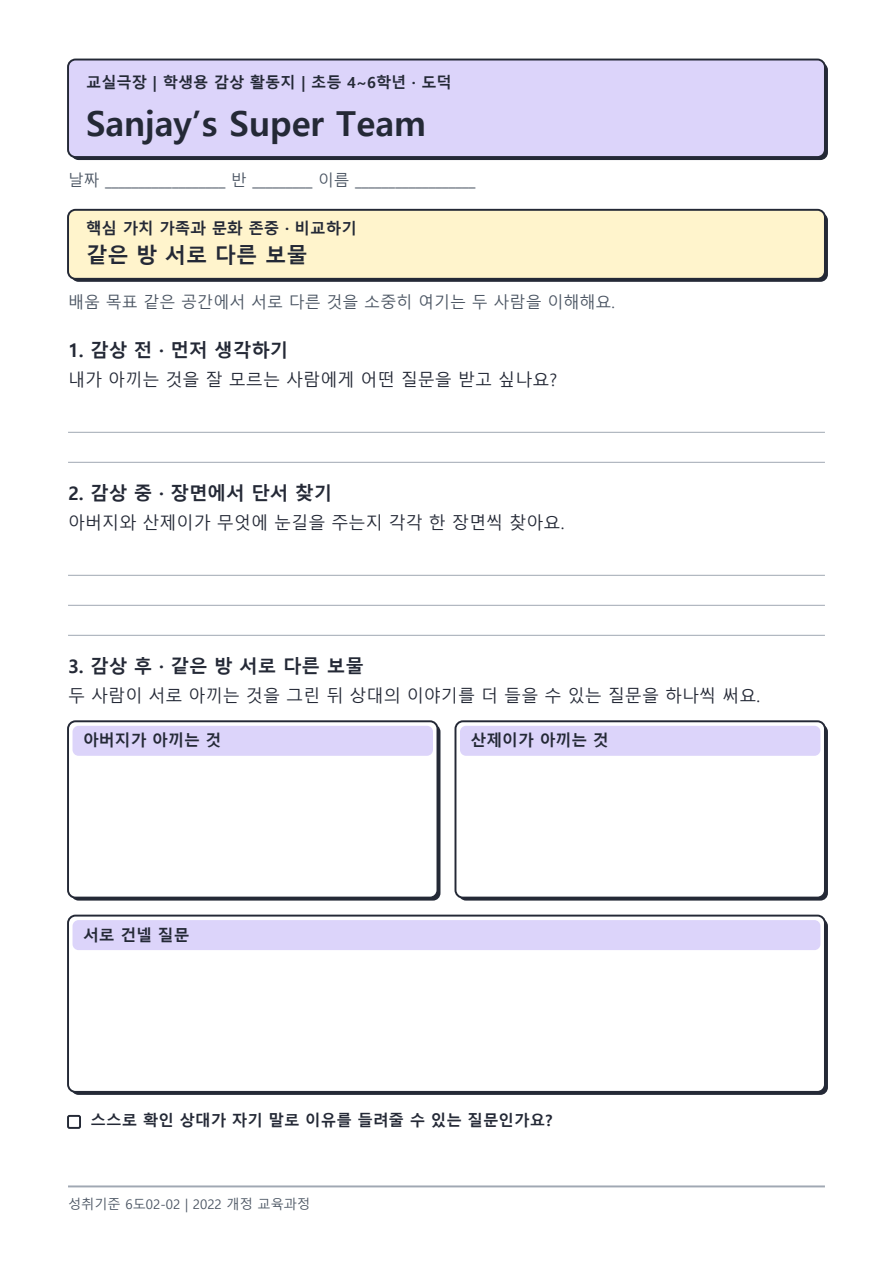 교실극장 | 학생용 감상 활동지 | 초등 4~6학년 · 도덕
Sanjay’s Super Team
날짜 ______________ 반 _______ 이름 ______________
핵심 가치 가족과 문화 존중 · 비교하기
같은 방 서로 다른 보물
배움 목표 같은 공간에서 서로 다른 것을 소중히 여기는 두 사람을 이해해요.
1. 감상 전 · 먼저 생각하기
내가 아끼는 것을 잘 모르는 사람에게 어떤 질문을 받고 싶나요?
2. 감상 중 · 장면에서 단서 찾기
아버지와 산제이가 무엇에 눈길을 주는지 각각 한 장면씩 찾아요.
3. 감상 후 · 같은 방 서로 다른 보물
두 사람이 서로 아끼는 것을 그린 뒤 상대의 이야기를 더 들을 수 있는 질문을 하나씩 써요.
아버지가 아끼는 것
산제이가 아끼는 것
서로 건넬 질문
스스로 확인 상대가 자기 말로 이유를 들려줄 수 있는 질문인가요?
성취기준 6도02-02 | 2022 개정 교육과정